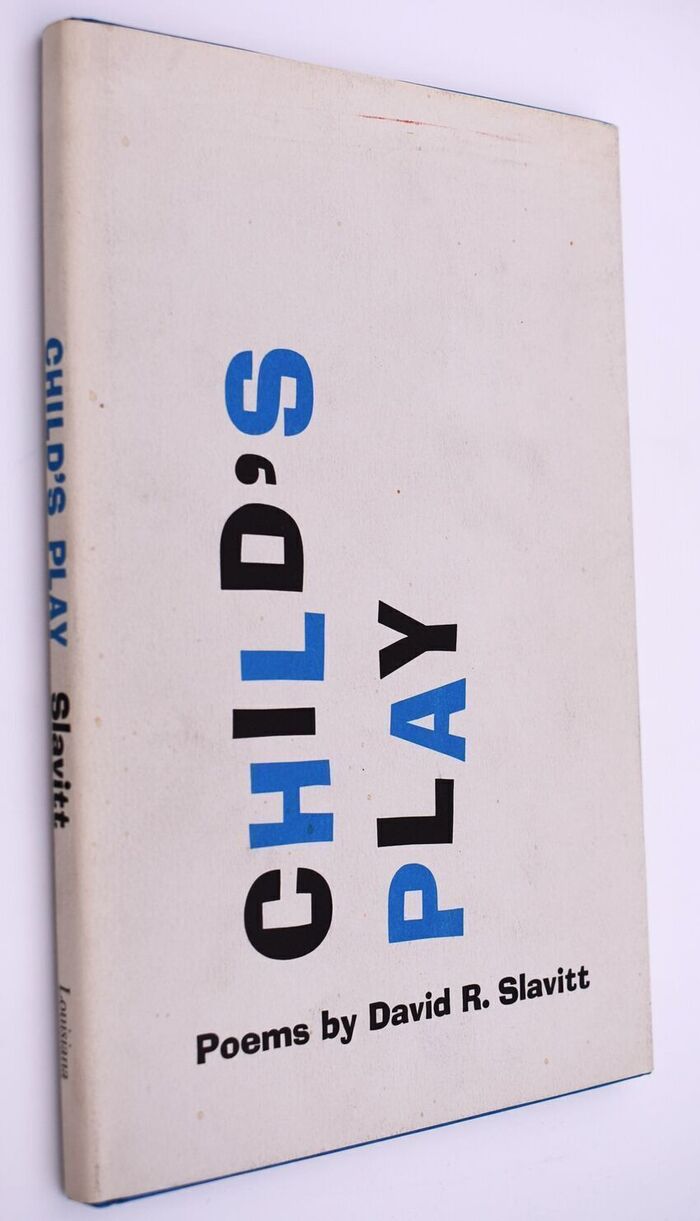 CHILD'S
PLAY
Poems by David R. Slavitt
CHILD'S PLAY Slavitt Louisiana